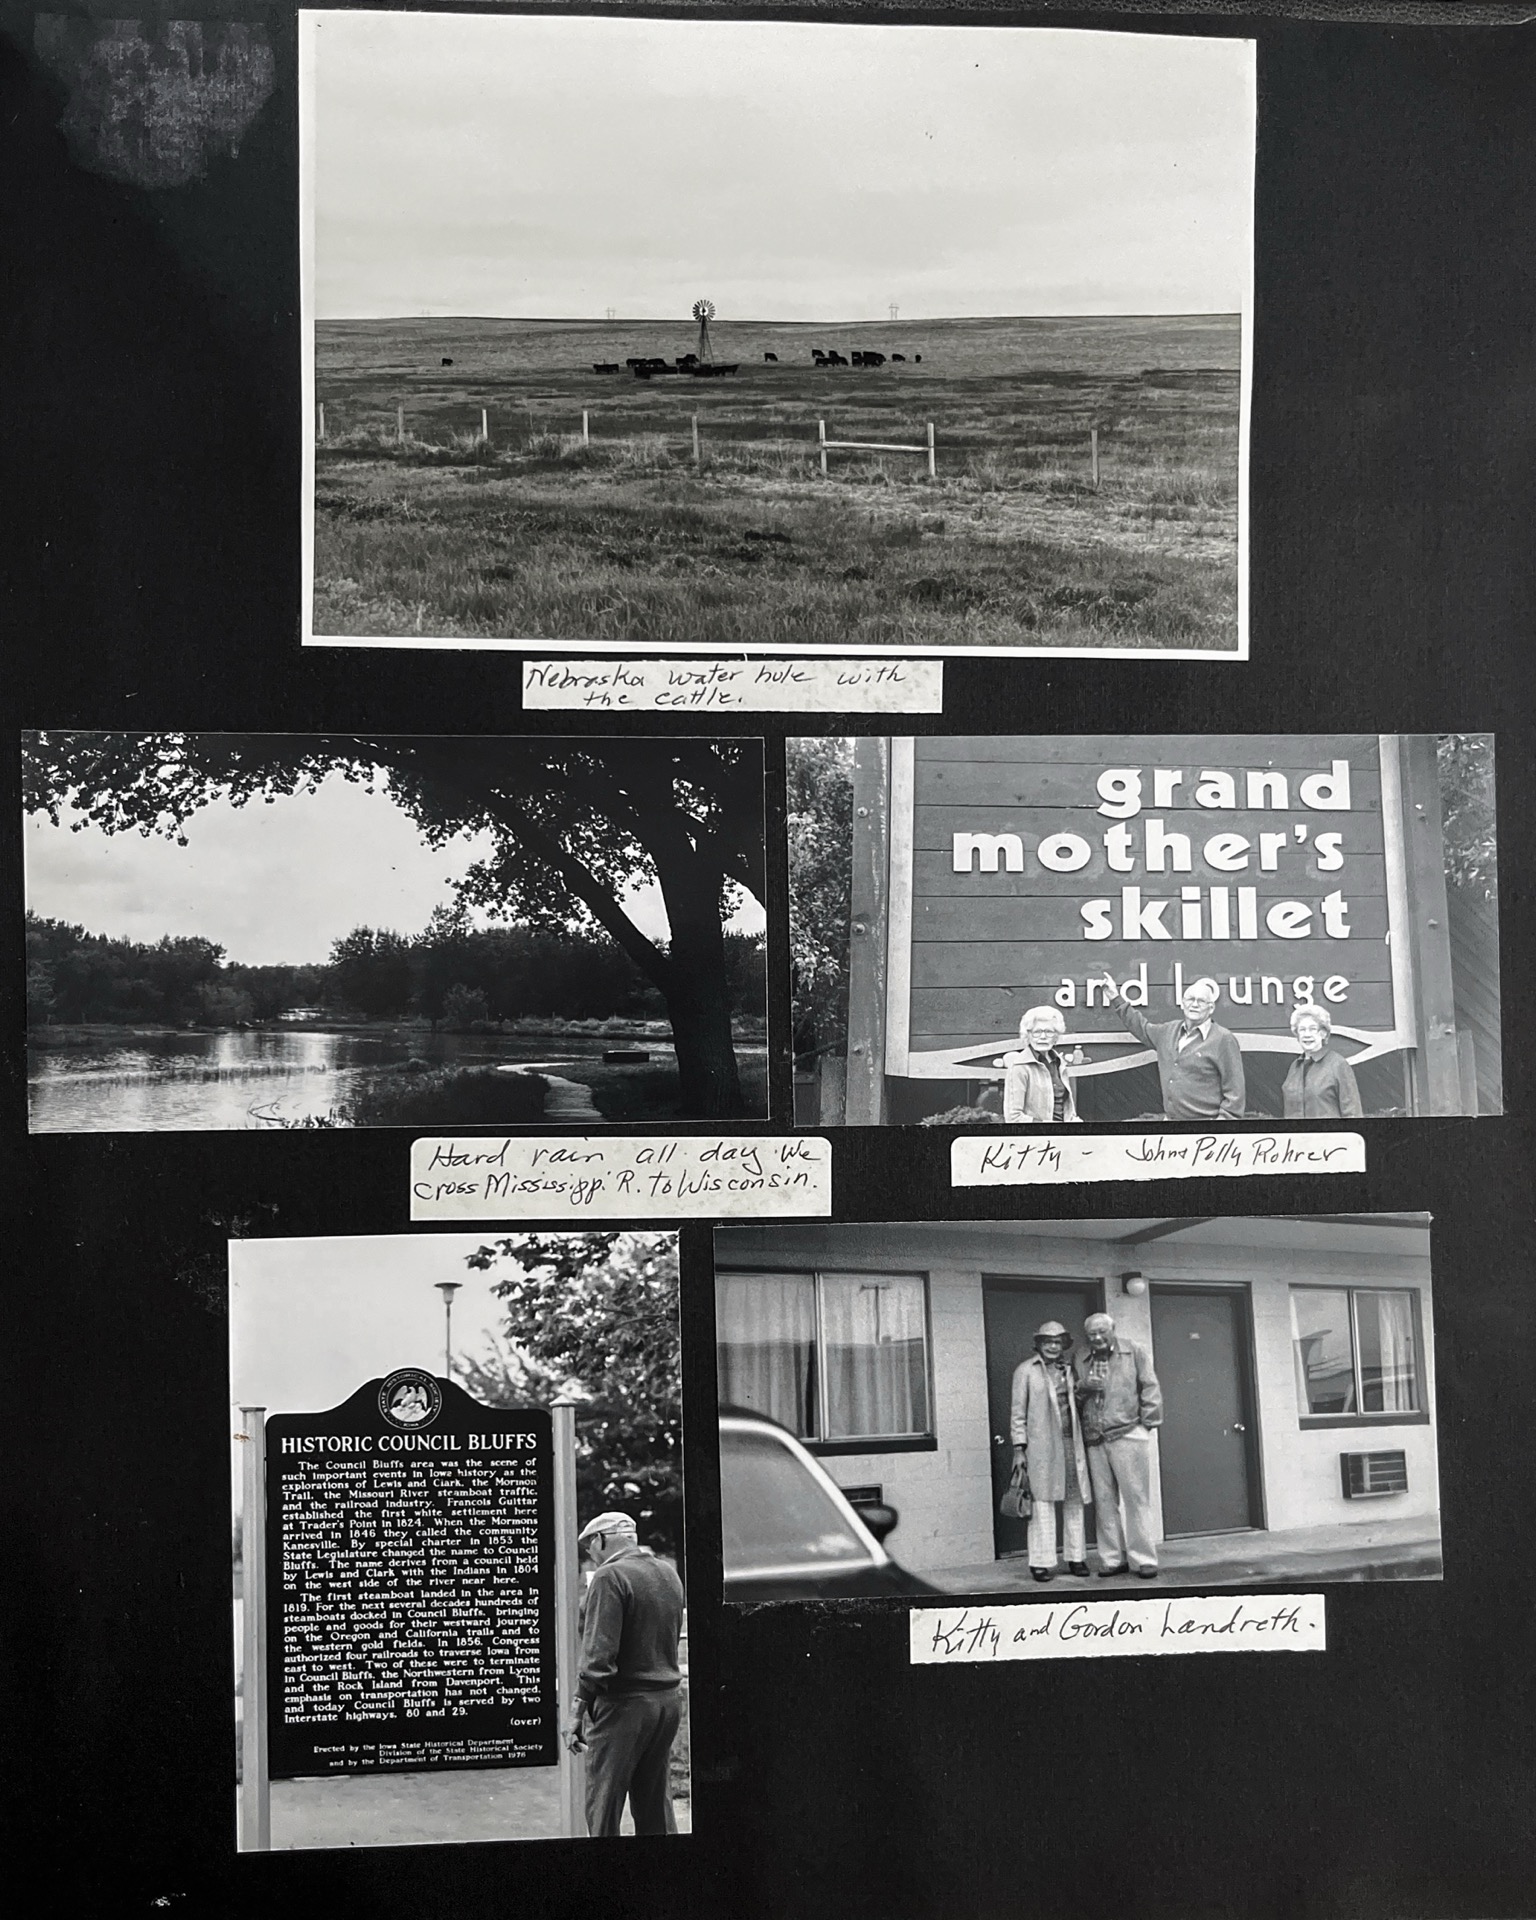 Nebraska water hole with
the cattle.
grand
mother's
skillet
and lounge
Hard rain all day. We
cross Mississippi R. to Wisconsin.
Kitty - John & Polly Rohrer
STATE HISTORICAL SOCIETY
IOWA
HISTORIC COUNCIL BLUFFS
The Council Bluffs area was the scene of
such important events in Iowa history as the
explorations of Lewis and Clark, the Mormon
Trail, the Missouri River steamboat traffic,
and the railroad industry. Francois Guittar
established the first white settlement here
at Trader's Point in 1824. When the Mormons
arrived in 1846 they called the community
Kanesville. By special charter in 1853 the
State Legislature changed the name to Council
Bluffs. The name derives from a council held
by Lewis and Clark with the Indians in 1804
on the west side of the river near here.
The first steamboat landed in the area in
1819. For the next several decades hundreds of
steamboats docked in Council Bluffs, bringing
people and goods for their westward journey
on the Oregon and California trails and to
the western gold fields. In 1856, Congress
authorized four railroads to traverse Iowa from
east to west. Two of these were to terminate
in Council Bluffs, the Northwestern from Lyons
and the Rock Island from Davenport. This
emphasis on transportation has not changed,
and today Council Bluffs is served by two
Interstate highways, 80 and 29.
(over)
Erected by the Iowa State Historical Department
Division of the State Historical Society
and by the Department of Transportation 1976
Kitty and Gordon Landreth.